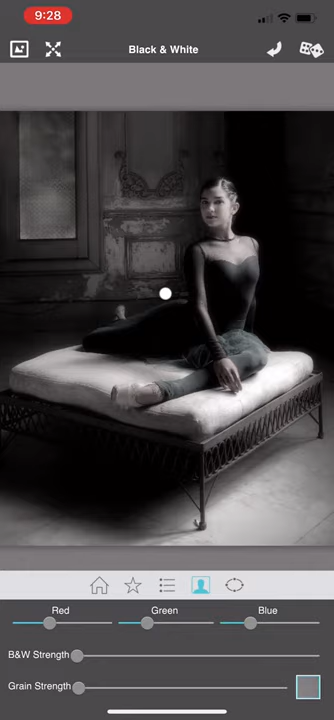 9:28
Black & White
Red Green Blue
B&W Strength
Grain Strength